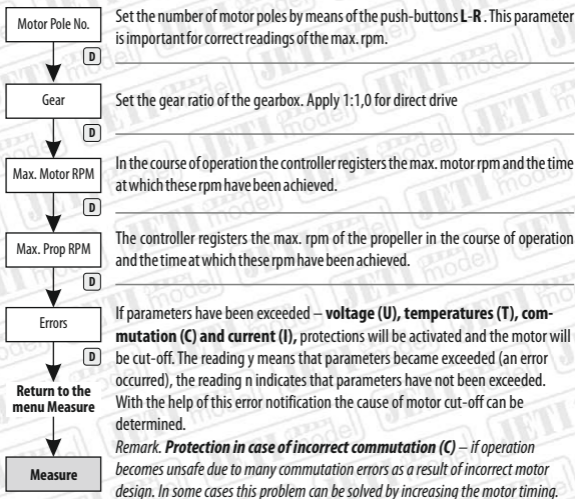 Motor Pole No.
Set the number of motor poles by means of the push-buttons L-R . This parameter
is important for correct readings of the max. rpm.
D
Gear
Set the gear ratio of the gearbox. Apply 1:1,0 for direct drive
D
Max. Motor RPM
In the course of operation the controller registers the max. motor rpm and the time
at which these rpm have been achieved.
D
Max. Prop RPM
The controller registers the max. rpm of the propeller in the course of operation
and the time at which these rpm have been achieved.
D
Errors
If parameters have been exceeded – voltage (U), temperatures (T), com-
mutation (C) and current (I), protections will be activated and the motor will
be cut-off. The reading y means that parameters became exceeded (an error
occurred), the reading n indicates that parameters have not been exceeded.
With the help of this error notification the cause of motor cut-off can be
determined.
D
Return to the
menu Measure
Remark. Protection in case of incorrect commutation (C) – if operation
becomes unsafe due to many commutation errors as a result of incorrect motor
design. In some cases this problem can be solved by increasing the motor timing.
Measure
JETI model